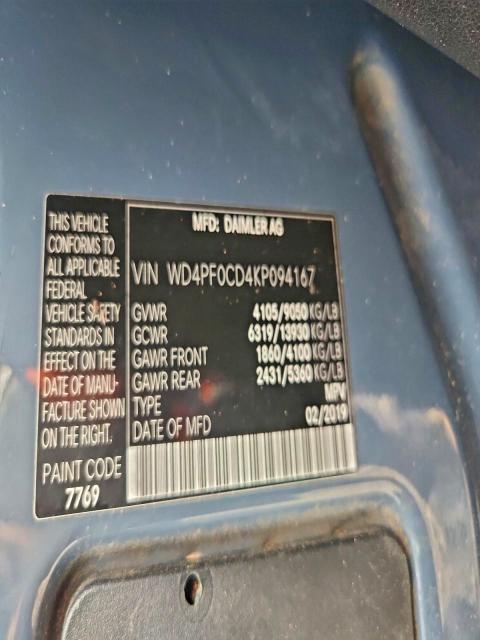 THIS VEHICLE
CONFORMS TO
ALL APPLICABLE
FEDERAL
VEHICLE SAFETY
STANDARDS IN
EFFECT ON THE
DATE OF MANU-
FACTURE SHOWN
ON THE RIGHT.
PAINT CODE
7769
MFD: DAIMLER AG
VIN WD4PF0CD4KP094167
GVWR 4105/9050 KG/LB
GCWR 6319/13930 KG/LB
GAWR FRONT 1860/4100 KG/LB
GAWR REAR 2431/5360 KG/LB
TYPE MPV
DATE OF MFD 02/2019